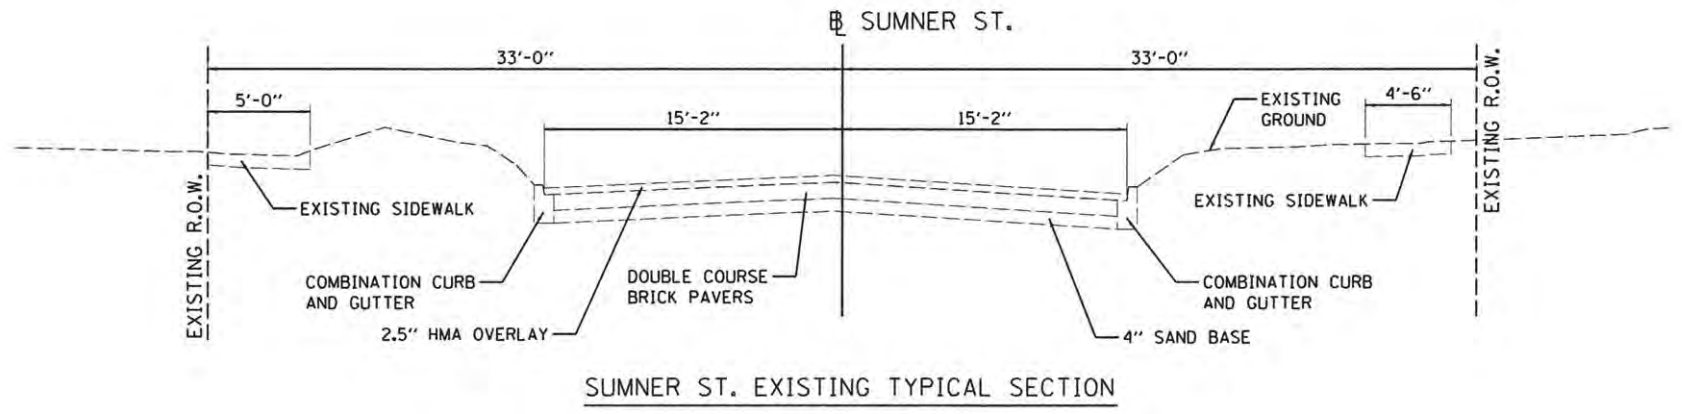 ℄ SUMNER ST.
33'-0"
33'-0"
5'-0"
15'-2"
15'-2"
EXISTING
GROUND
4'-6"
EXISTING R.O.W.
EXISTING R.O.W.
EXISTING SIDEWALK
EXISTING SIDEWALK
COMBINATION CURB
AND GUTTER
DOUBLE COURSE
BRICK PAVERS
COMBINATION CURB
AND GUTTER
2.5" HMA OVERLAY
4" SAND BASE
SUMNER ST. EXISTING TYPICAL SECTION